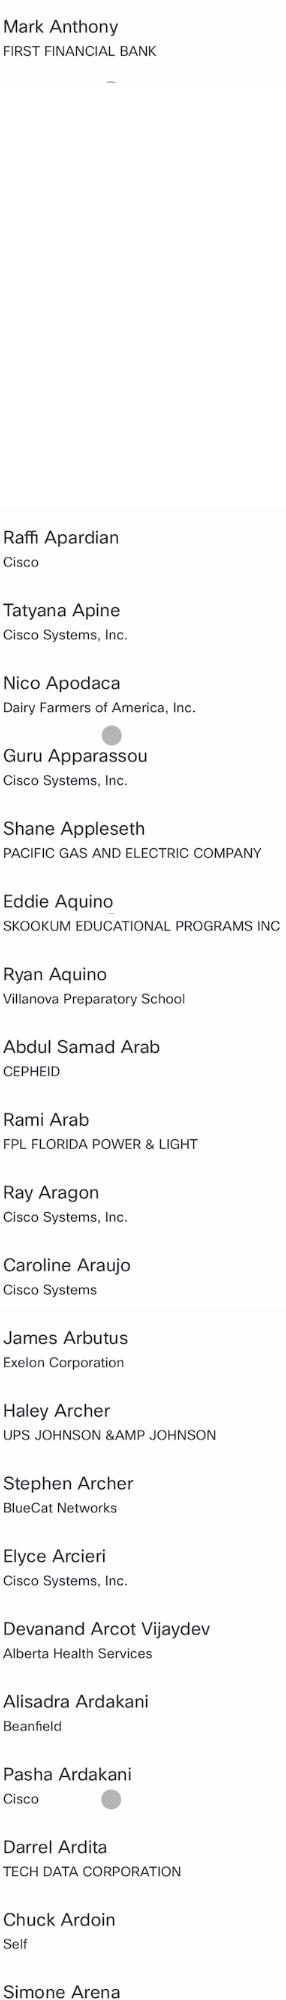 Mark Anthony
FIRST FINANCIAL BANK
Raffi Apardian
Cisco
Tatyana Apine
Cisco Systems, Inc.
Nico Apodaca
Dairy Farmers of America, Inc.
Guru Apparassou
Cisco Systems, Inc.
Shane Appleseth
PACIFIC GAS AND ELECTRIC COMPANY
Eddie Aquino
SKOOKUM EDUCATIONAL PROGRAMS INC
Ryan Aquino
Villanova Preparatory School
Abdul Samad Arab
CEPHEID
Rami Arab
FPL FLORIDA POWER & LIGHT
Ray Aragon
Cisco Systems, Inc.
Caroline Araujo
Cisco Systems
James Arbutus
Exelon Corporation
Haley Archer
UPS JOHNSON &AMP JOHNSON
Stephen Archer
BlueCat Networks
Elyce Arcieri
Cisco Systems, Inc.
Devanand Arcot Vijaydev
Alberta Health Services
Alisadra Ardakani
Beanfield
Pasha Ardakani
Cisco
Darrel Ardita
TECH DATA CORPORATION
Chuck Ardoin
Self
Simone Arena